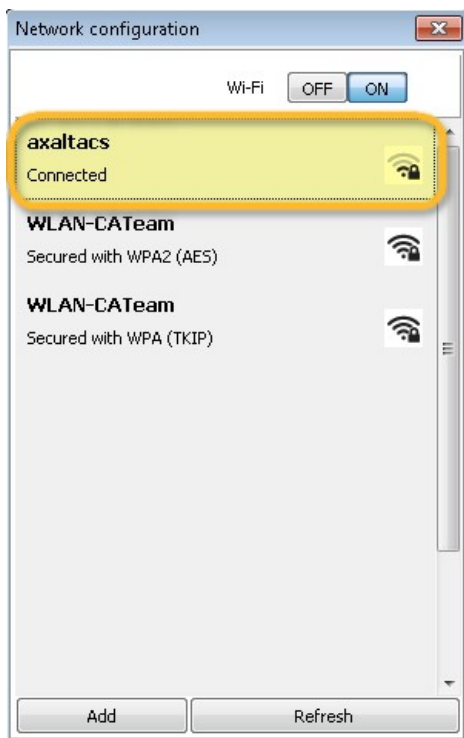 Network configuration
Wi-Fi OFF ON
axaltacs
Connected
WLAN-CATeam
Secured with WPA2 (AES)
WLAN-CATeam
Secured with WPA (TKIP)
Add Refresh